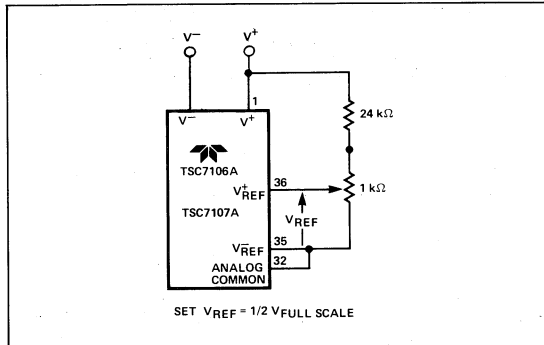 V⁻ V⁺
1
V⁻ V⁺
24 kΩ
TSC7106A
36
V⁺REF
1 kΩ
TSC7107A
VREF
35
V⁻REF
32
ANALOG
COMMON
SET VREF = 1/2 VFULL SCALE